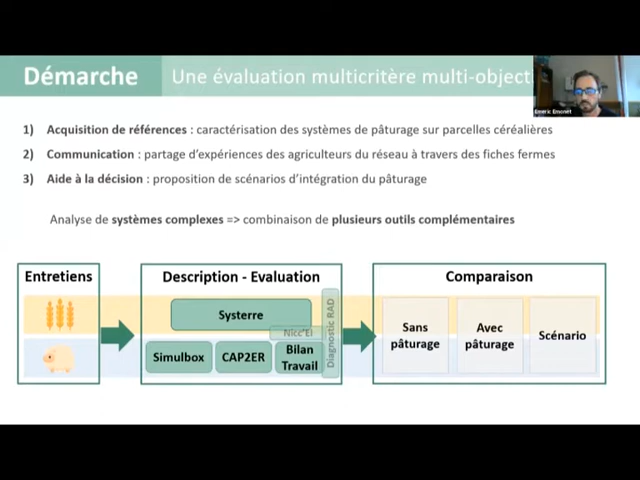 Démarche
Une évaluation multicritère multi-object
Emeric Emonet
1) Acquisition de références : caractérisation des systèmes de pâturage sur parcelles céréalières
2) Communication : partage d'expériences des agriculteurs du réseau à travers des fiches fermes
3) Aide à la décision : proposition de scénarios d'intégration du pâturage
Analyse de systèmes complexes => combinaison de plusieurs outils complémentaires
Entretiens
Description - Evaluation
Comparaison
Systerre
Nicc'El
Simulbox
CAP2ER
Bilan
Travail
Diagnostic RAD
Sans
pâturage
Avec
pâturage
Scénario